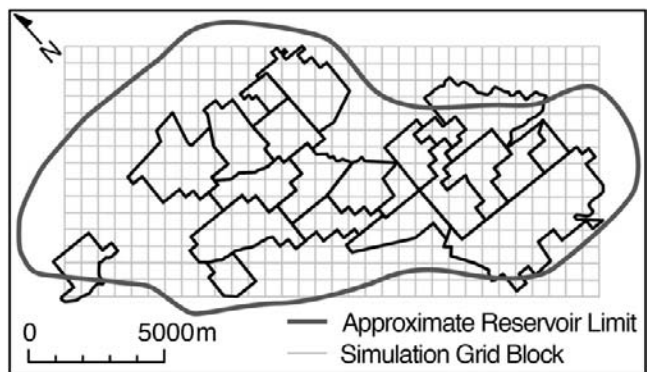 N
Approximate Reservoir Limit
0 5000m
Simulation Grid Block